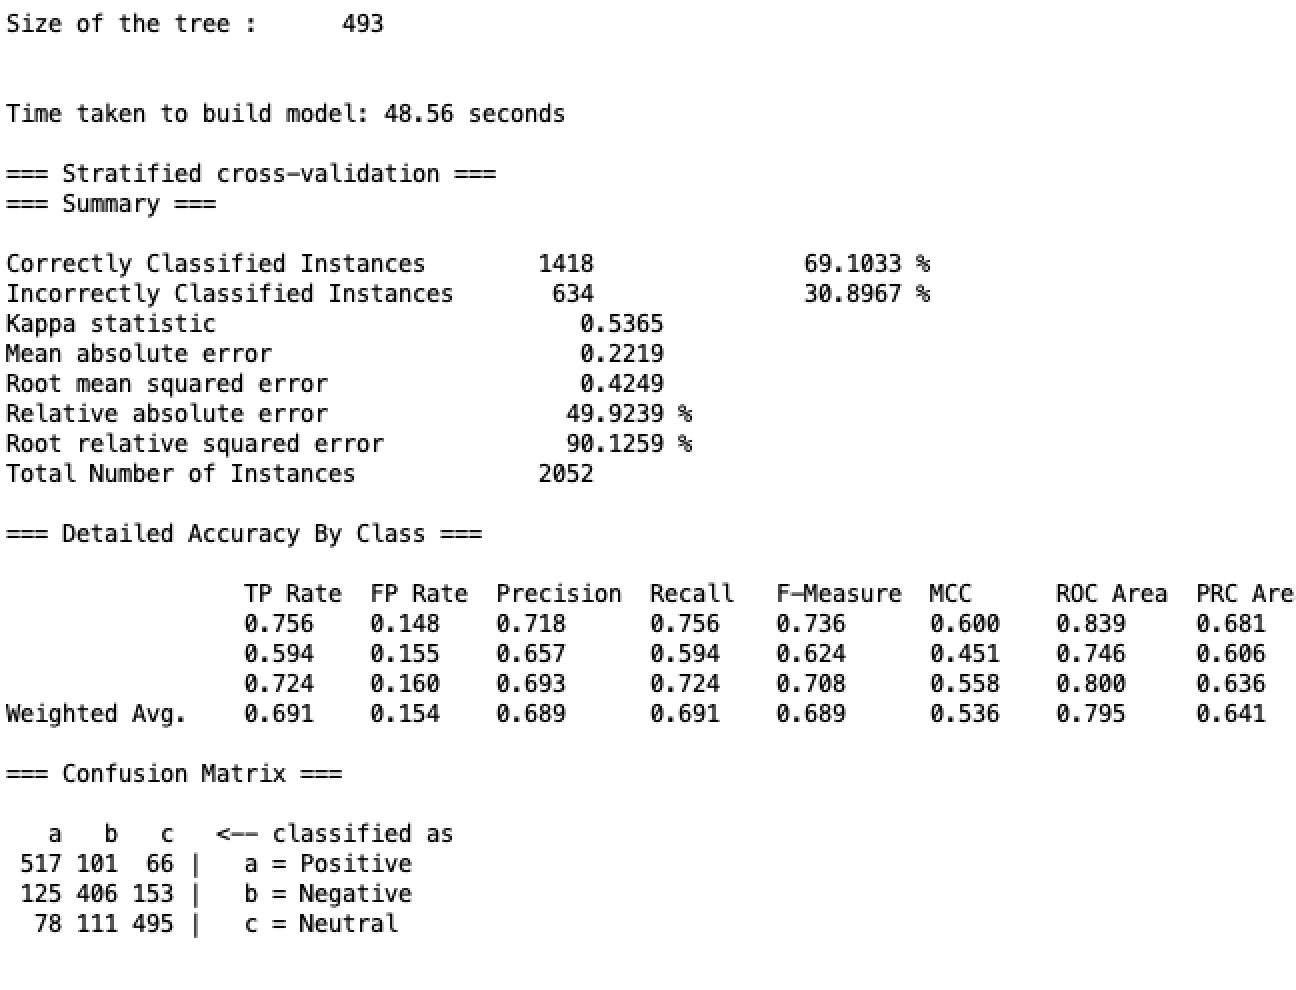 Size of the tree :      493
Time taken to build model: 48.56 seconds
=== Stratified cross-validation ===
=== Summary ===
Correctly Classified Instances        1418               69.1033 %
Incorrectly Classified Instances       634               30.8967 %
Kappa statistic                          0.5365
Mean absolute error                      0.2219
Root mean squared error                  0.4249
Relative absolute error                 49.9239 %
Root relative squared error             90.1259 %
Total Number of Instances             2052
=== Detailed Accuracy By Class ===
                 TP Rate  FP Rate  Precision  Recall   F-Measure  MCC      ROC Area  PRC Are
                 0.756    0.148    0.718      0.756    0.736      0.600    0.839     0.681
                 0.594    0.155    0.657      0.594    0.624      0.451    0.746     0.606
                 0.724    0.160    0.693      0.724    0.708      0.558    0.800     0.636
Weighted Avg.    0.691    0.154    0.689      0.691    0.689      0.536    0.795     0.641
=== Confusion Matrix ===
   a   b   c   <-- classified as
 517 101  66 |   a = Positive
 125 406 153 |   b = Negative
  78 111 495 |   c = Neutral